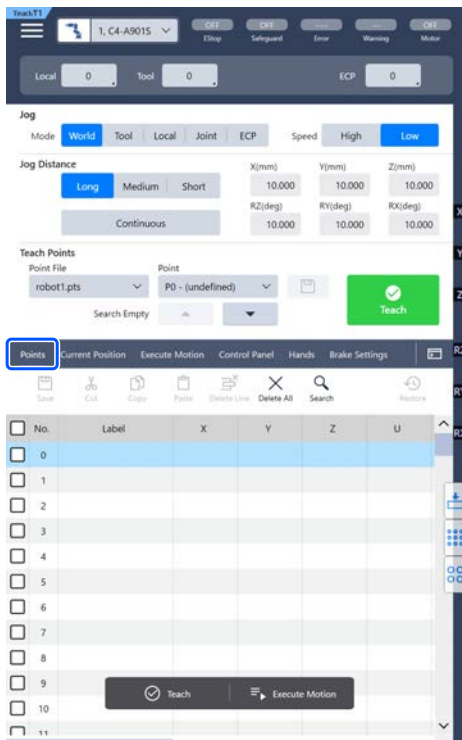 TeachT1
1, C4-A901S
OFF OFF ---- ---- OFF
EStop Safeguard Error Warning Motor
Local 0 Tool 0 ECP 0
Jog
Mode World Tool Local Joint ECP Speed High Low
Jog Distance X(mm) Y(mm) Z(mm)
Long Medium Short 10.000 10.000 10.000
RZ(deg) RY(deg) RX(deg)
Continuous 10.000 10.000 10.000
Teach Points
Point File Point
robot1.pts P0 - (undefined)
Search Empty Teach
Points Current Position Execute Motion Control Panel Hands Brake Settings
Save Cut Copy Paste Delete Line Delete All Search Restore
No. Label X Y Z U
0
1
2
3
4
5
6
7
8
9
Teach Execute Motion
10
11
X
Y
Z